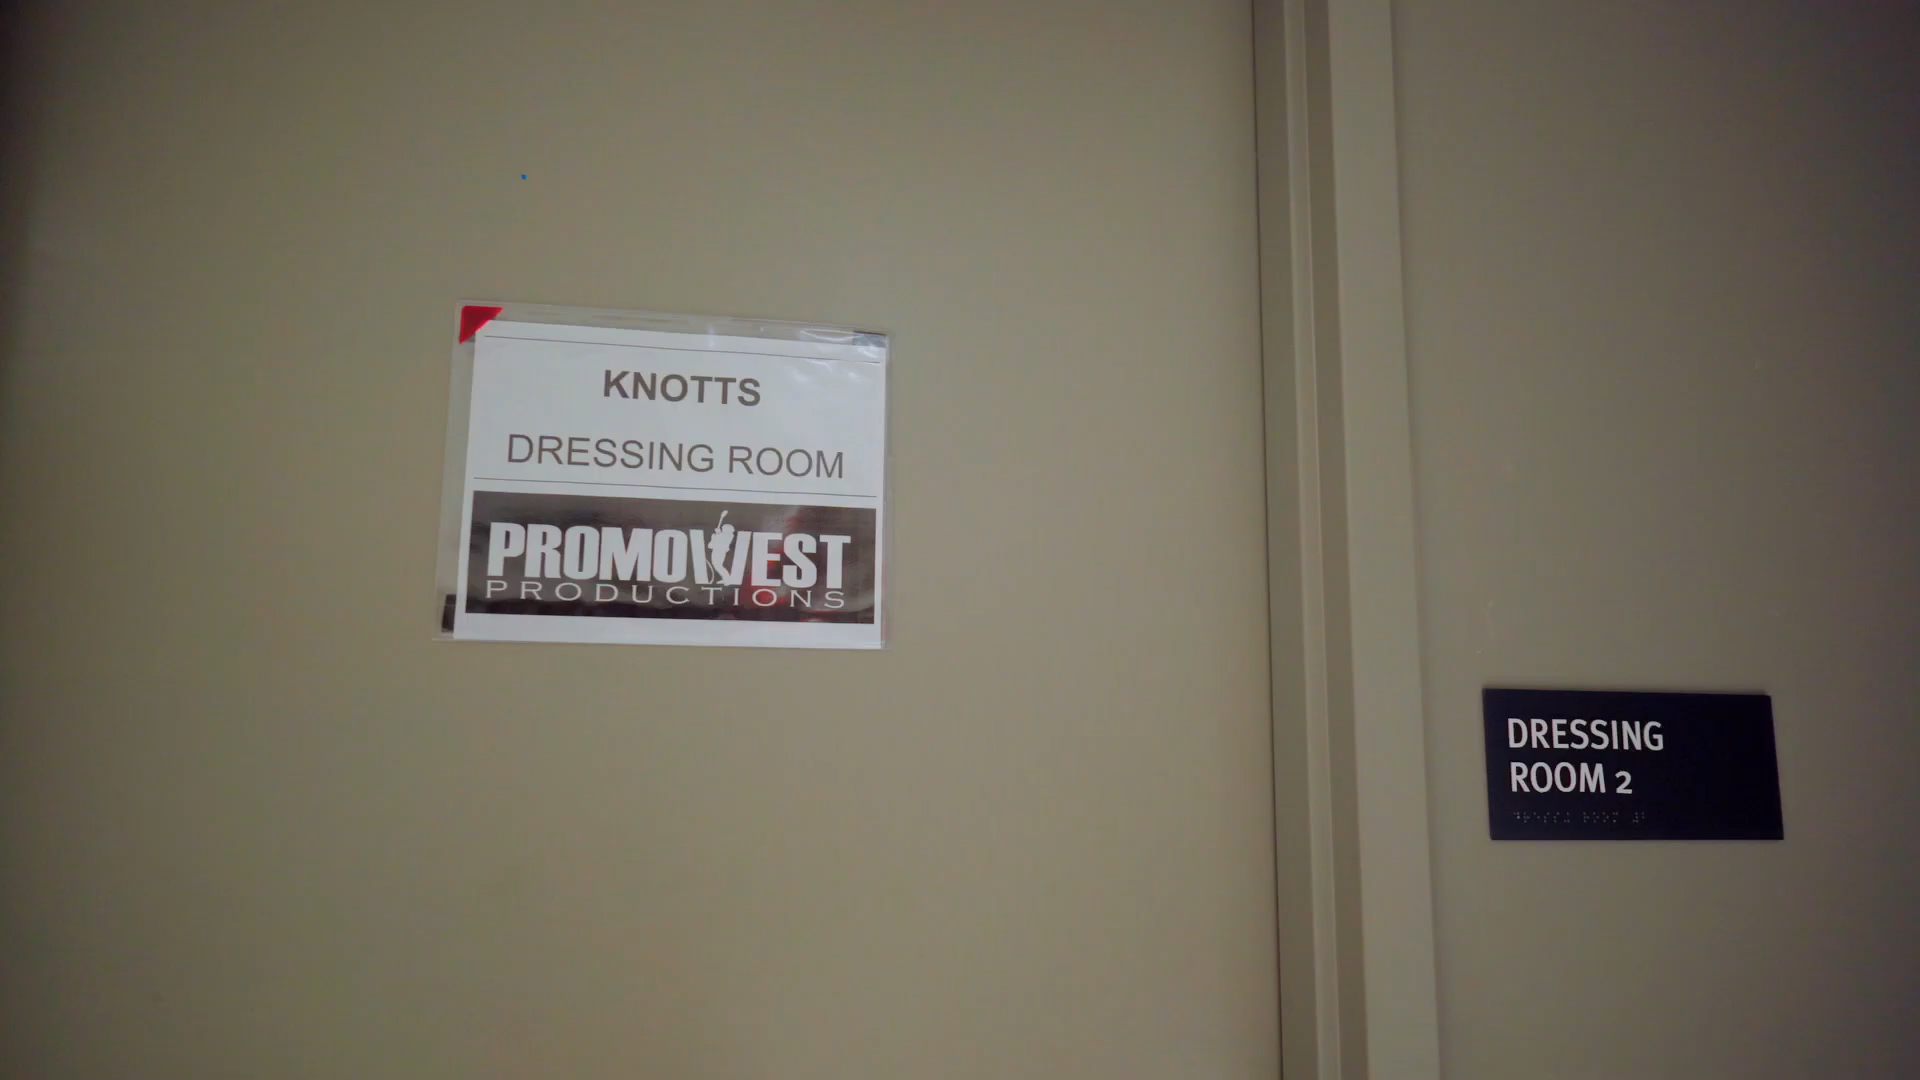 KNOTTS
DRESSING ROOM
PROMOWEST
PRODUCTIONS
DRESSING
ROOM 2